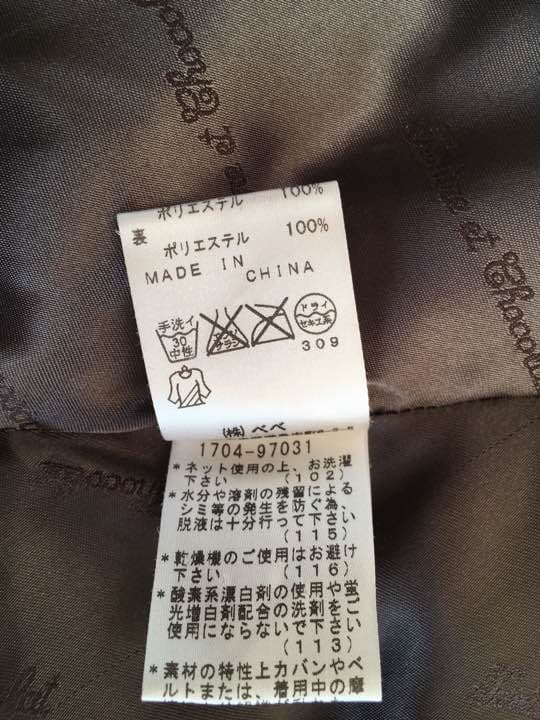 ポリエステル 100%
裏
ポリエステル 100%
MADE IN CHINA
手洗イ
30
中性
ドライ
セキユ系
309
(株) べべ
1704-97031
*ネット使用の上、お洗濯
下さい (102)
*水分や溶剤の残留による
シミ等の発生を防ぐ為、
脱液は十分行って下さい
(115)
*乾燥機のご使用はお避け
下さい (116)
*酸素系漂白剤の使用や蛍
光増白剤配合の洗剤をご
使用にならないで下さい
(113)
*素材の特性上カバンやベ
ルトまたは、着用中の摩
et Chocolat